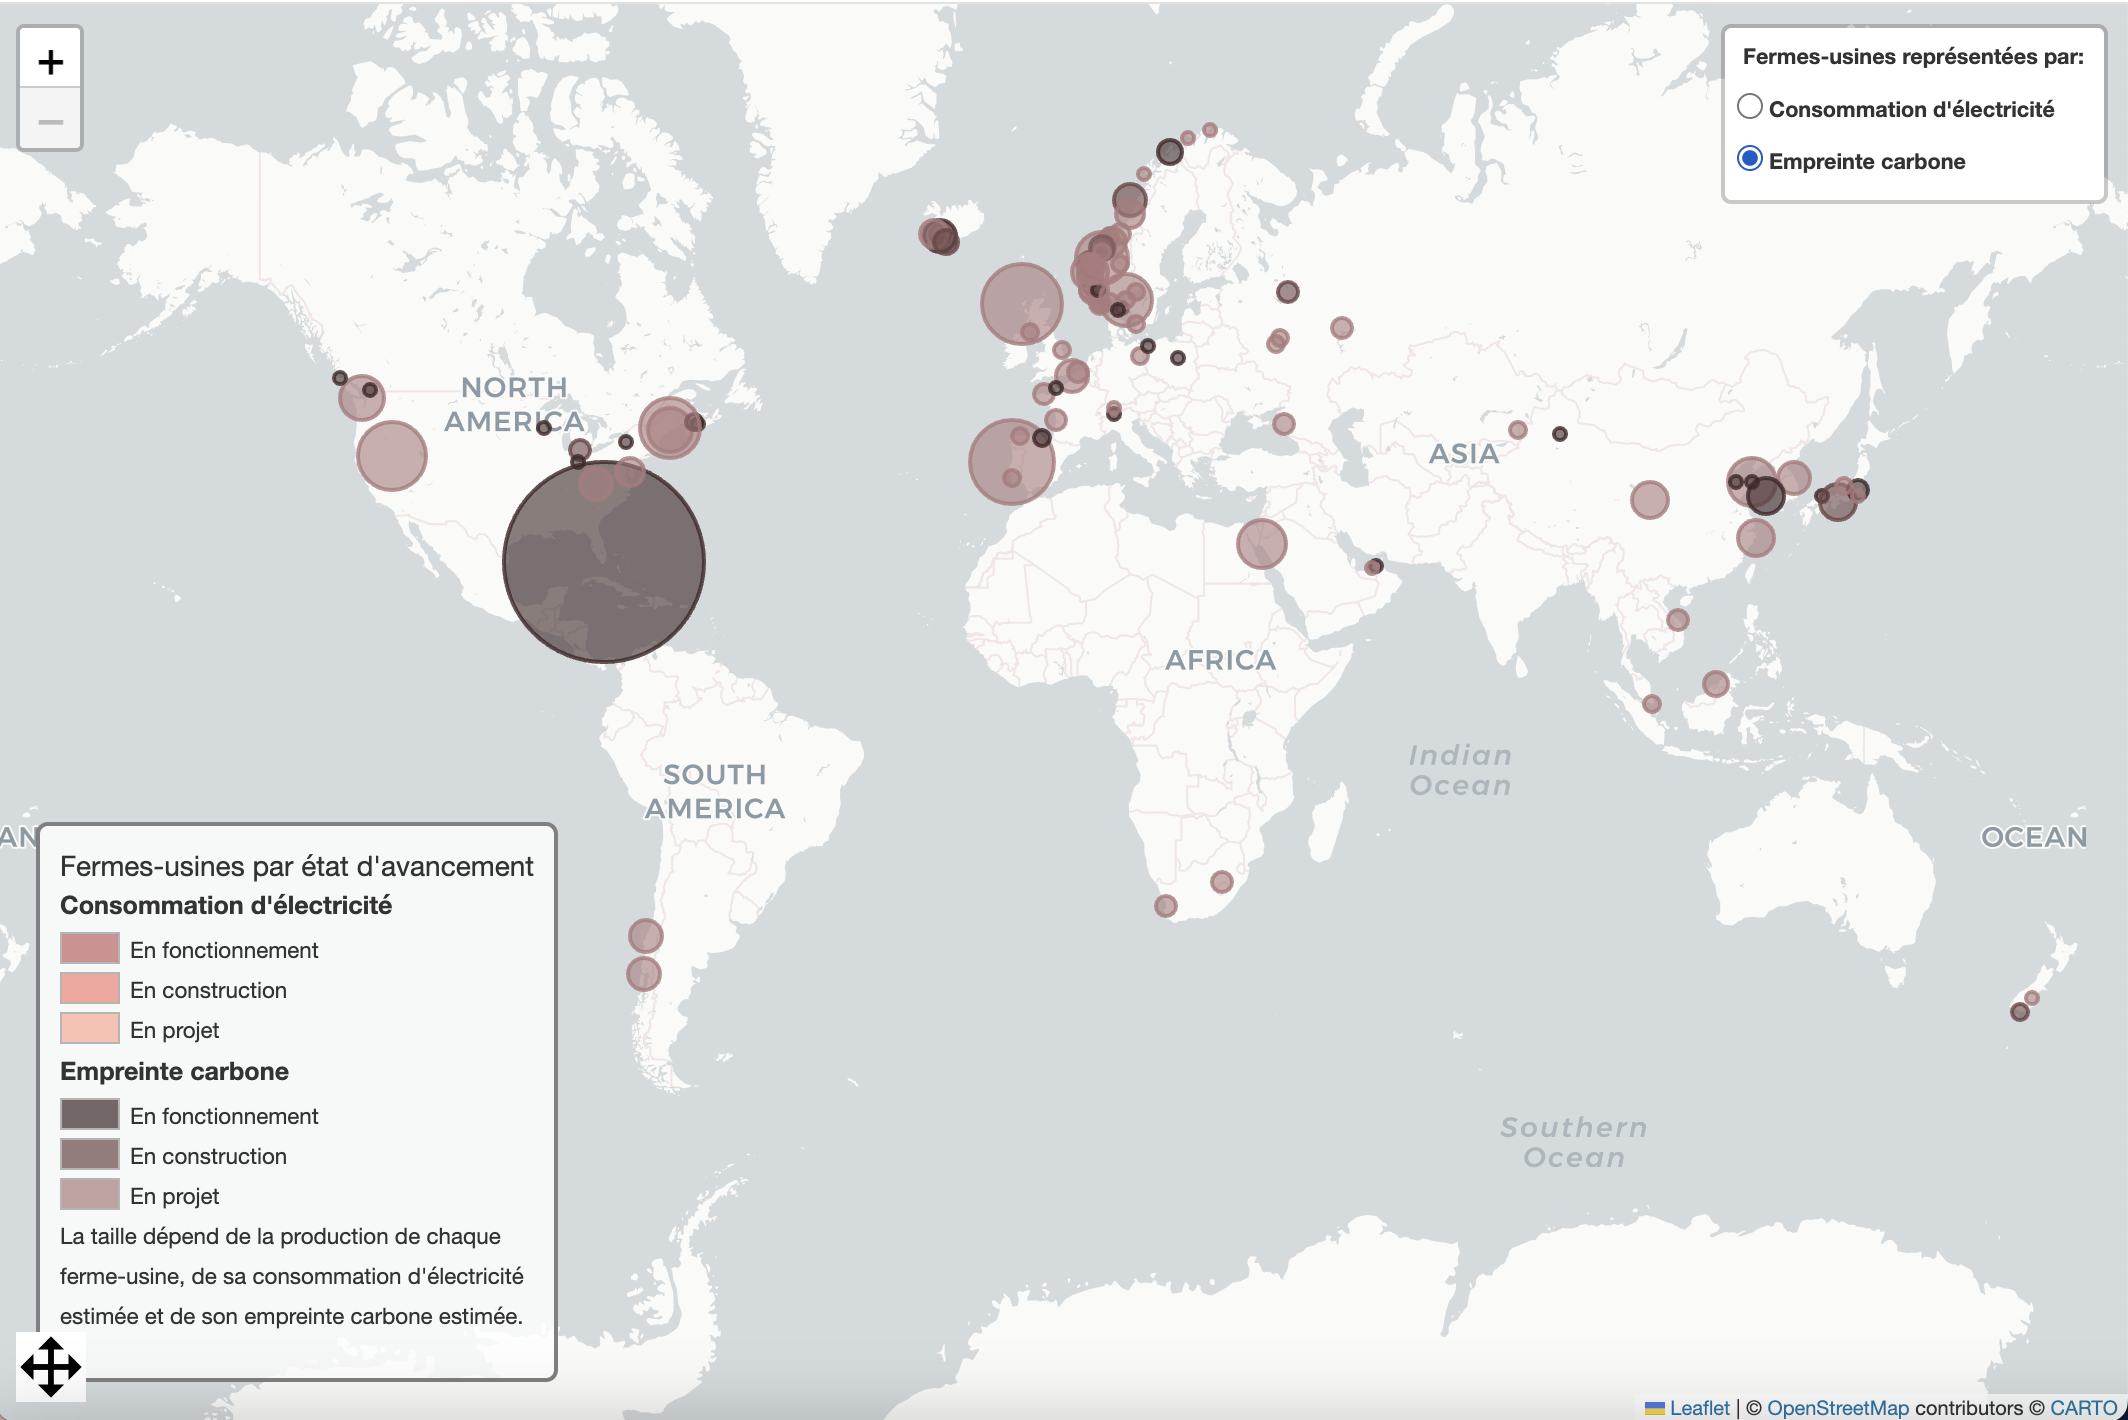 +
−
Fermes-usines représentées par:
Consommation d'électricité
Empreinte carbone
NORTH
AMERICA
ASIA
AFRICA
SOUTH
AMERICA
Indian
Ocean
AN
OCEAN
Southern
Ocean
Fermes-usines par état d'avancement
Consommation d'électricité
En fonctionnement
En construction
En projet
Empreinte carbone
En fonctionnement
En construction
En projet
La taille dépend de la production de chaque
ferme-usine, de sa consommation d'électricité
estimée et de son empreinte carbone estimée.
Leaflet | © OpenStreetMap contributors © CARTO